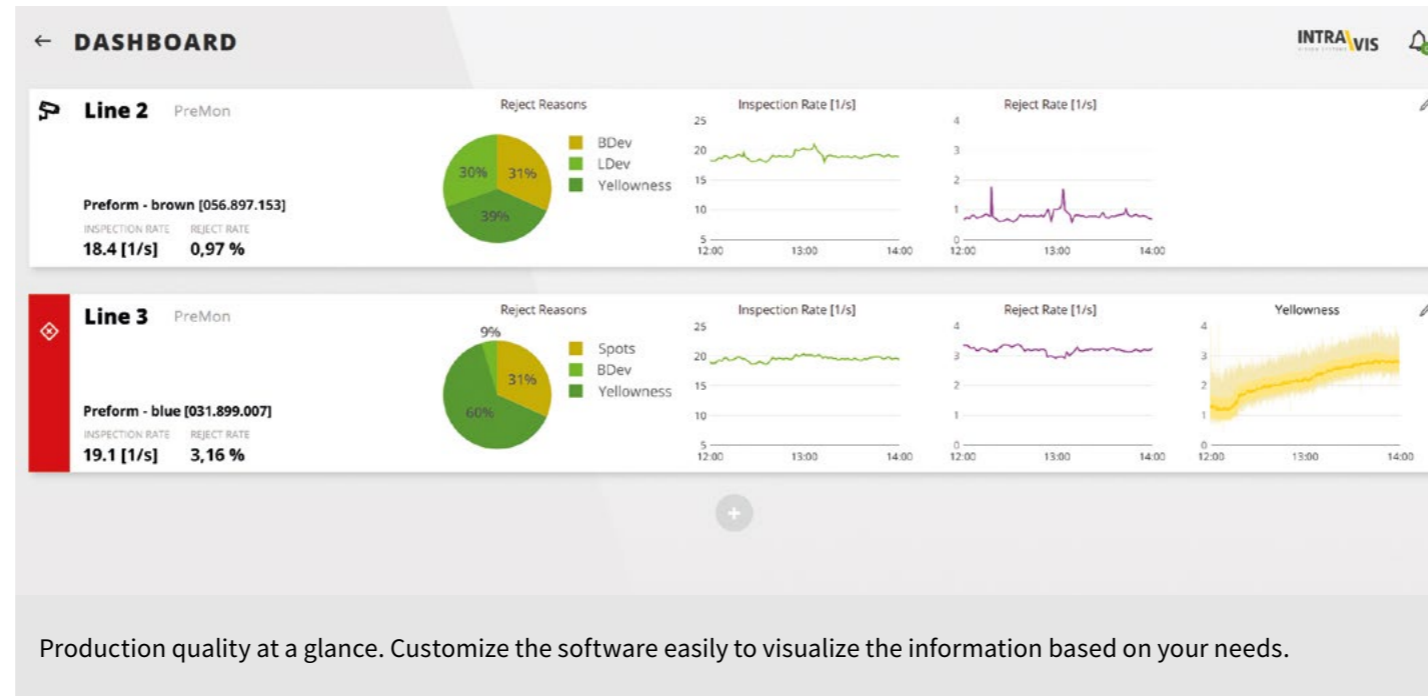 ← DASHBOARD
INTRAVIS
Line 2 PreMon
Preform - brown [056.897.153]
INSPECTION RATE REJECT RATE
18.4 [1/s] 0,97 %
Reject Reasons
30% 31%
39%
BDev
LDev
Yellowness
Inspection Rate [1/s]
25
20
15
10
5
12:00 13:00 14:00
Reject Rate [1/s]
4
3
2
1
0
12:00 13:00 14:00
Line 3 PreMon
Preform - blue [031.899.007]
INSPECTION RATE REJECT RATE
19.1 [1/s] 3,16 %
Reject Reasons
9%
31%
60%
Spots
BDev
Yellowness
Inspection Rate [1/s]
25
20
15
10
5
12:00 13:00 14:00
Reject Rate [1/s]
4
3
2
1
0
12:00 13:00 14:00
Yellowness
4
3
2
1
0
12:00 13:00 14:00
+
Production quality at a glance. Customize the software easily to visualize the information based on your needs.